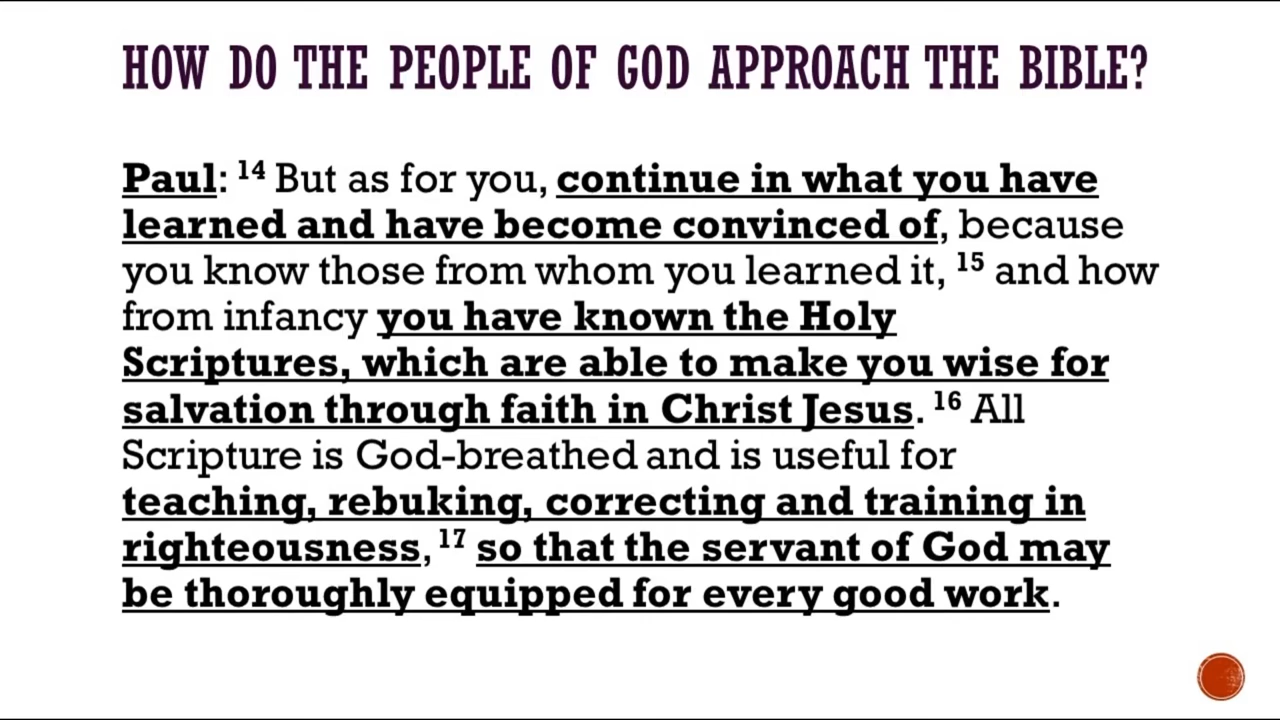 HOW DO THE PEOPLE OF GOD APPROACH THE BIBLE?
Paul: 14 But as for you, continue in what you have
learned and have become convinced of, because
you know those from whom you learned it, 15 and how
from infancy you have known the Holy
Scriptures, which are able to make you wise for
salvation through faith in Christ Jesus. 16 All
Scripture is God-breathed and is useful for
teaching, rebuking, correcting and training in
righteousness, 17 so that the servant of God may
be thoroughly equipped for every good work.